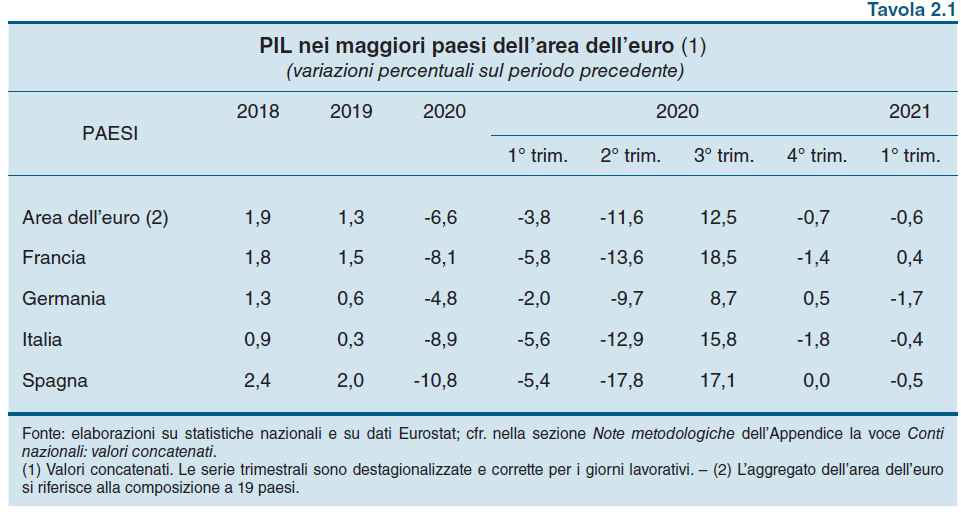 Tavola 2.1
PIL nei maggiori paesi dell’area dell’euro (1)
(variazioni percentuali sul periodo precedente)
PAESI 2018 2019 2020 2020 2021
1° trim. 2° trim. 3° trim. 4° trim. 1° trim.
Area dell’euro (2) 1,9 1,3 -6,6 -3,8 -11,6 12,5 -0,7 -0,6
Francia 1,8 1,5 -8,1 -5,8 -13,6 18,5 -1,4 0,4
Germania 1,3 0,6 -4,8 -2,0 -9,7 8,7 0,5 -1,7
Italia 0,9 0,3 -8,9 -5,6 -12,9 15,8 -1,8 -0,4
Spagna 2,4 2,0 -10,8 -5,4 -17,8 17,1 0,0 -0,5
Fonte: elaborazioni su statistiche nazionali e su dati Eurostat; cfr. nella sezione Note metodologiche dell’Appendice la voce Conti
nazionali: valori concatenati.
(1) Valori concatenati. Le serie trimestrali sono destagionalizzate e corrette per i giorni lavorativi. – (2) L’aggregato dell’area dell’euro
si riferisce alla composizione a 19 paesi.